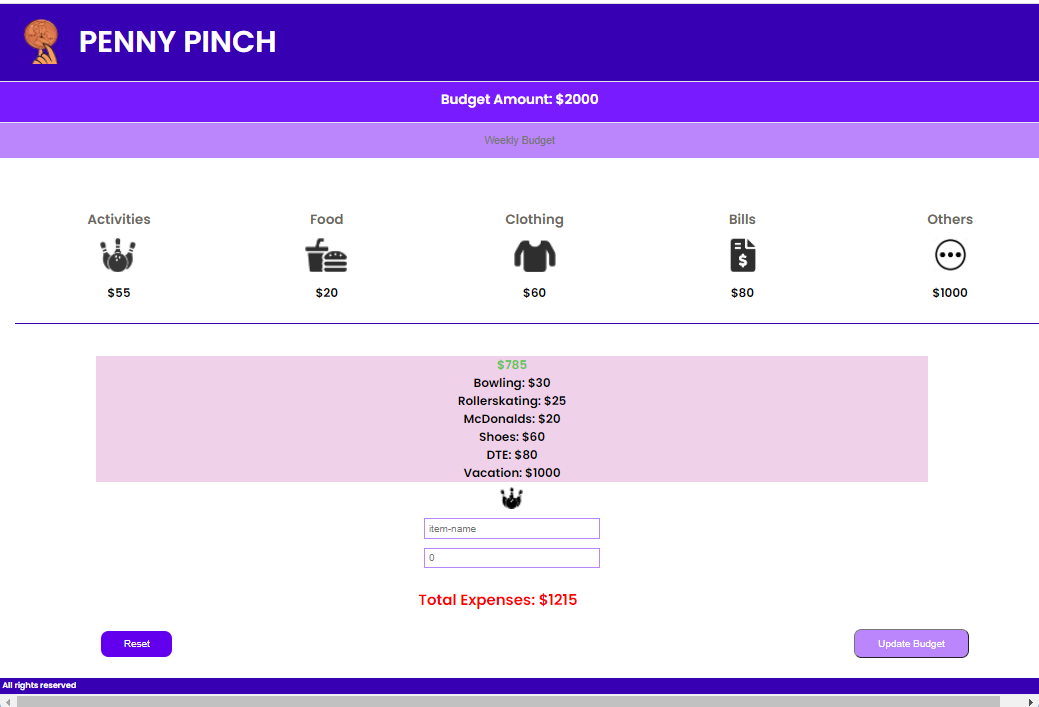 PENNY PINCH
Budget Amount: $2000
Weekly Budget
Activities Food Clothing Bills Others
$55 $20 $60 $80 $1000
$785
Bowling: $30
Rollerskating: $25
McDonalds: $20
Shoes: $60
DTE: $80
Vacation: $1000
item-name
0
Total Expenses: $1215
Reset Update Budget
All rights reserved